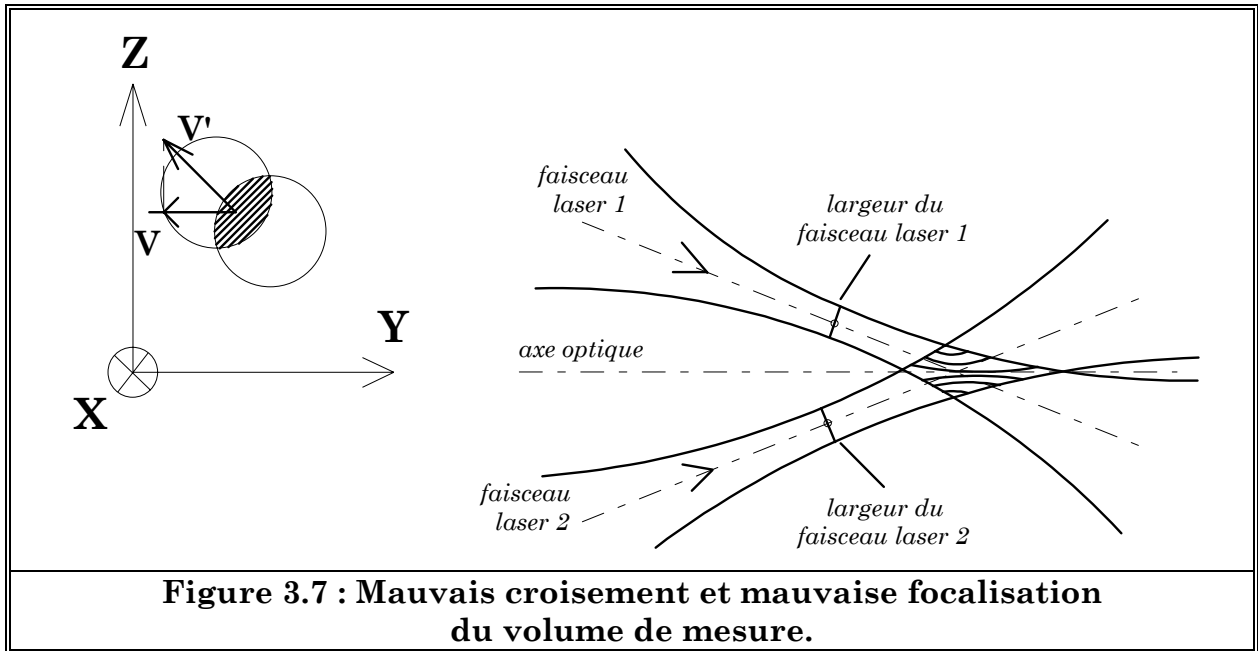 Z
V'
V
Y
X
faisceau
laser 1
largeur du
faisceau laser 1
axe optique
faisceau
laser 2
largeur du
faisceau laser 2
Figure 3.7 : Mauvais croisement et mauvaise focalisation
du volume de mesure.